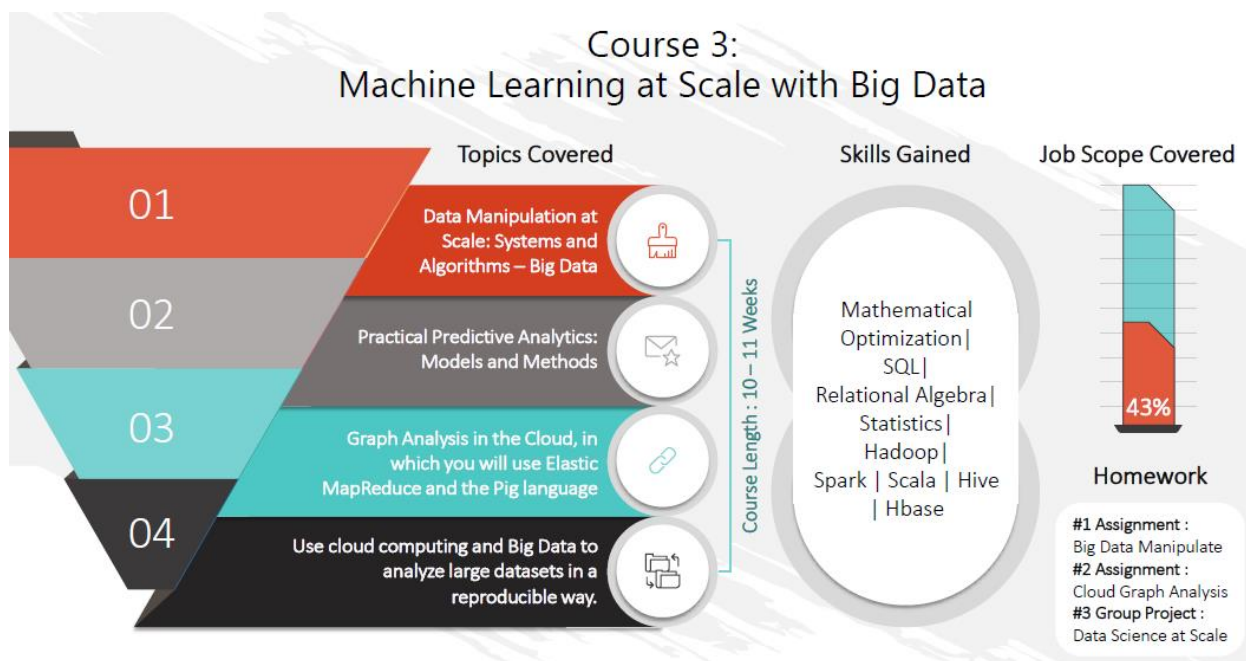 Course 3:
Machine Learning at Scale with Big Data
Topics Covered
01
Data Manipulation at
Scale: Systems and
Algorithms – Big Data
02
Practical Predictive Analytics:
Models and Methods
03
Graph Analysis in the Cloud, in
which you will use Elastic
MapReduce and the Pig language
04
Use cloud computing and Big Data to
analyze large datasets in a
reproducible way.
Course Length : 10 – 11 Weeks
Skills Gained
Mathematical
Optimization|
SQL|
Relational Algebra|
Statistics|
Hadoop|
Spark | Scala | Hive
| Hbase
Job Scope Covered
43%
Homework
#1 Assignment :
Big Data Manipulate
#2 Assignment :
Cloud Graph Analysis
#3 Group Project :
Data Science at Scale